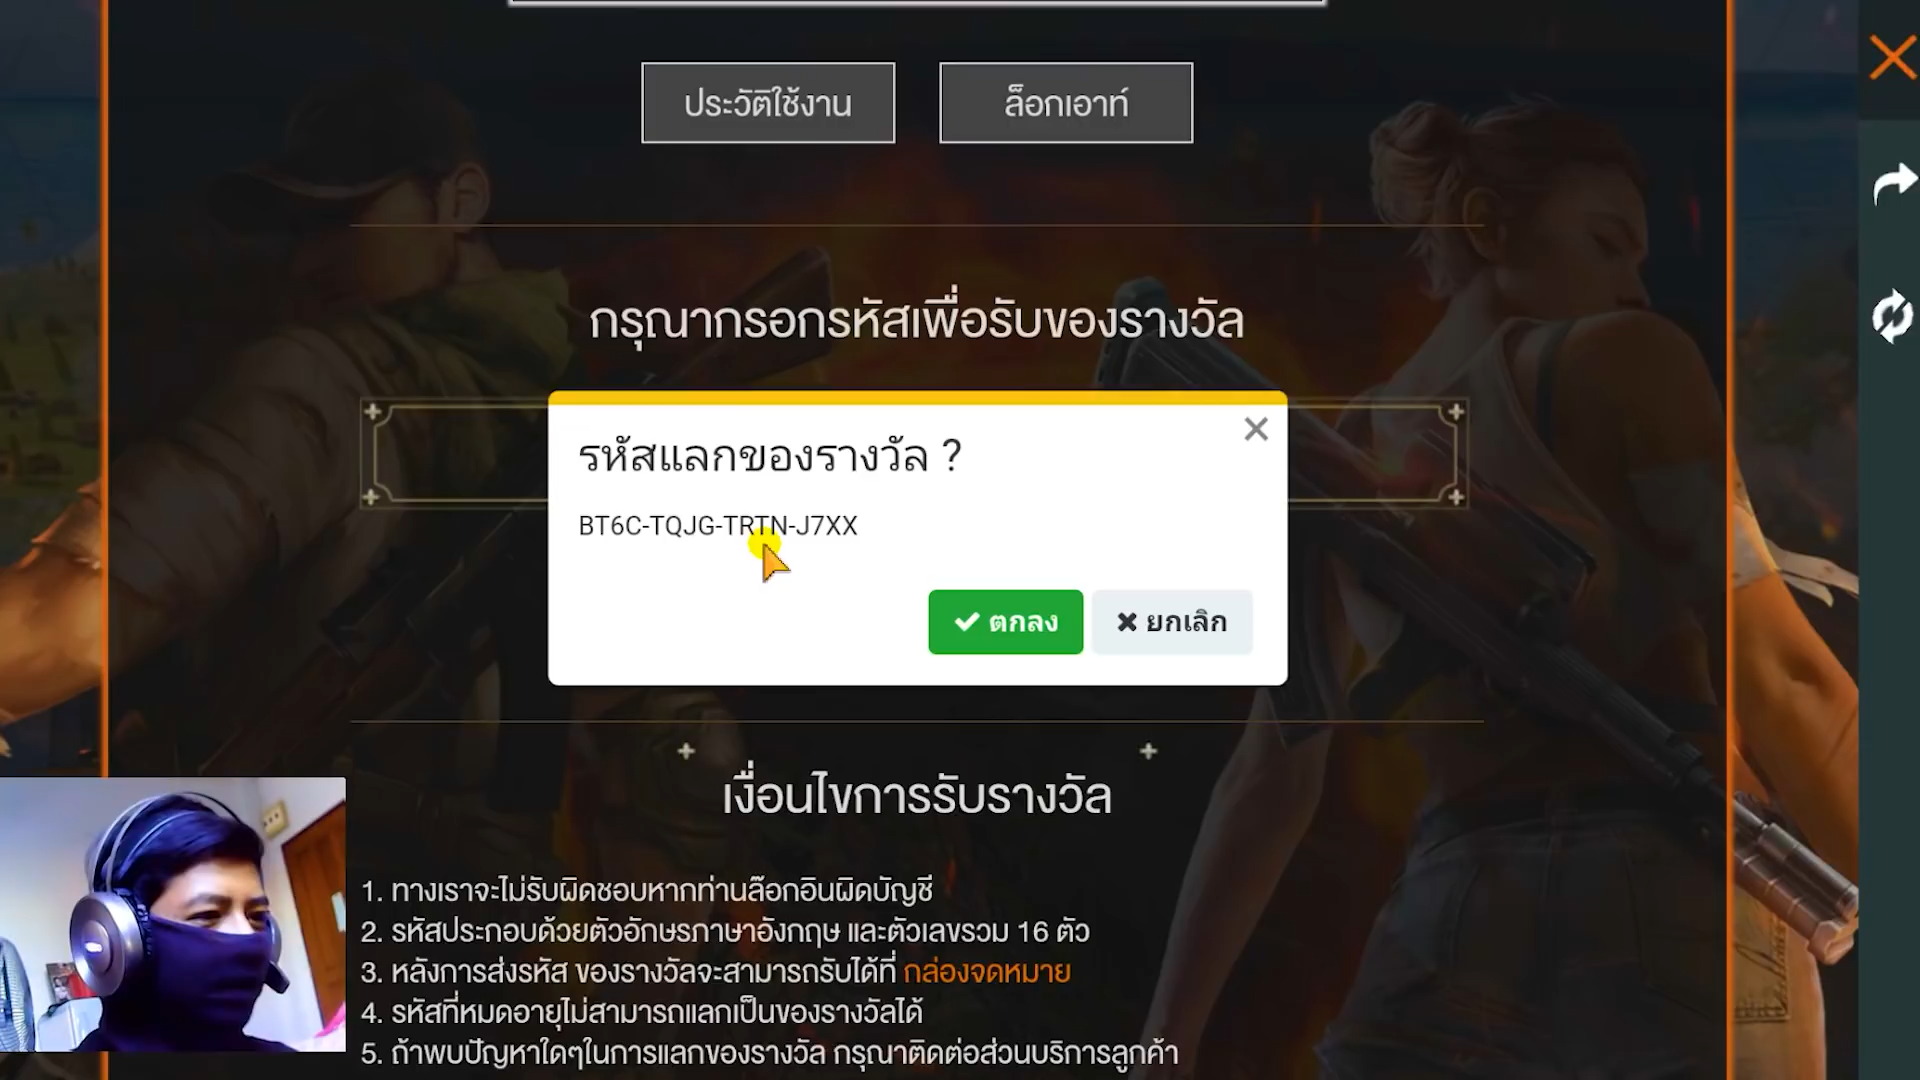 ประวัติใช้งาน
ล็อกเอาท์
กรุณากรอกรหัสเพื่อรับของรางวัล
รหัสแลกของรางวัล ?
BT6C-TQJG-TRTN-J7XX
ตกลง
ยกเลิก
เงื่อนไขการรับรางวัล
1. ทางเราจะไม่รับผิดชอบหากท่านล๊อกอินผิดบัญชี
2. รหัสประกอบด้วยตัวอักษรภาษาอังกฤษ และตัวเลขรวม 16 ตัว
3. หลังการส่งรหัส ของรางวัลจะสามารถรับได้ที่ กล่องจดหมาย
4. รหัสที่หมดอายุไม่สามารถแลกเป็นของรางวัลได้
5. ถ้าพบปัญหาใดๆในการแลกของรางวัล กรุณาติดต่อส่วนบริการลูกค้า